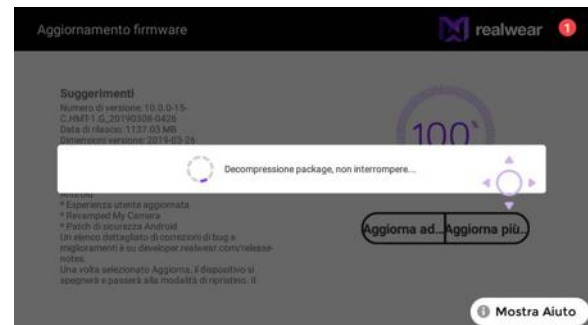 Aggiornamento firmware
realwear
1
Suggerimenti
Numero di versione: 10.0.0-15-
C.HMT-1.G_20190308-0426
Data di rilascio: 1137.03 MB
Dimensioni versione: 2019-03-26
100
Decompressione package, non interrompere...
Android
* Esperienza utente aggiornata
* Revamped My Camera
* Patch di sicurezza Android
Un elenco dettagliato di correzioni di bug e
miglioramenti è su developer.realwear.com/release-
notes.
Una volta selezionato Aggiorna, il dispositivo si
spegnerà e passerà alla modalità di ripristino. Il
Aggiorna ad...
Aggiorna più...
Mostra Aiuto